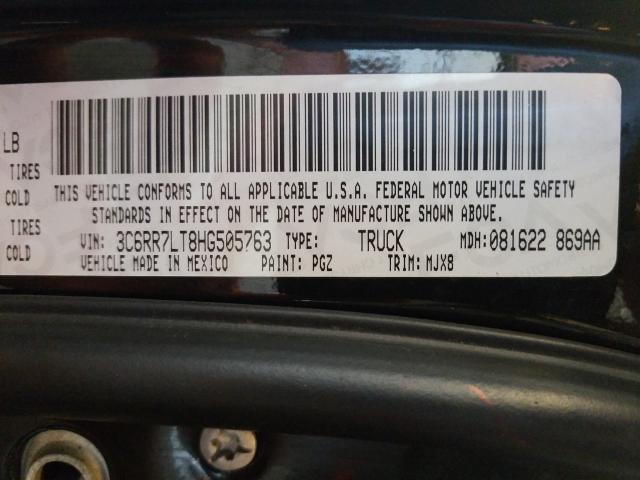 LB
TIRES
COLD
TIRES
COLD
THIS VEHICLE CONFORMS TO ALL APPLICABLE U.S.A. FEDERAL MOTOR VEHICLE SAFETY
STANDARDS IN EFFECT ON THE DATE OF MANUFACTURE SHOWN ABOVE.
VIN: 3C6RR7LT8HG505763 TYPE: TRUCK MDH:081622 869AA
VEHICLE MADE IN MEXICO PAINT: PGZ TRIM: MJX8